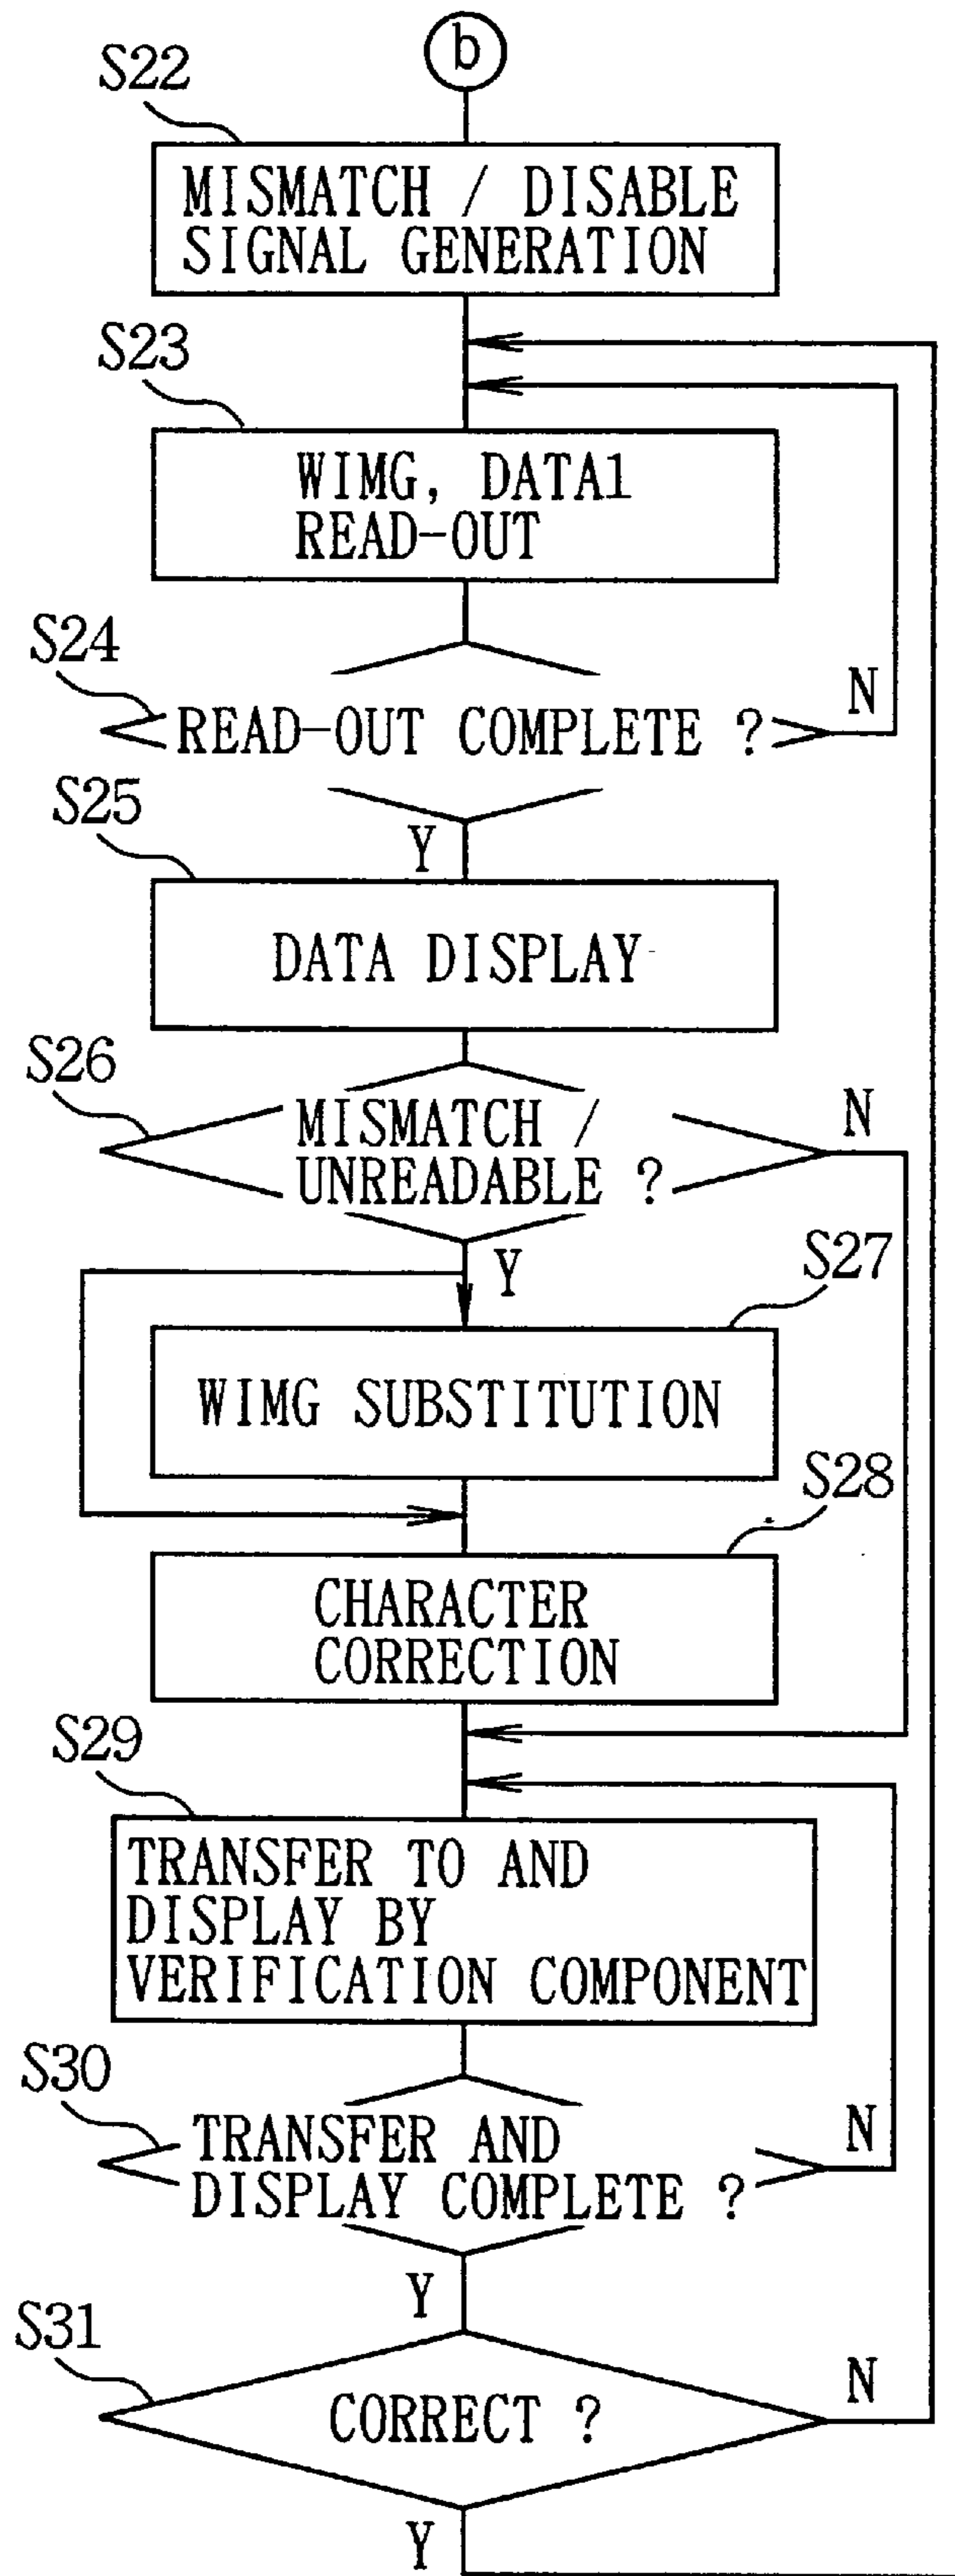 b
S22
MISMATCH / DISABLE
SIGNAL GENERATION
S23
WIMG, DATA1
READ-OUT
S24
READ-OUT COMPLETE ?
N
S25
Y
DATA DISPLAY
S26
MISMATCH /
UNREADABLE ?
N
Y
S27
WIMG SUBSTITUTION
S28
CHARACTER
CORRECTION
S29
TRANSFER TO AND
DISPLAY BY
VERIFICATION COMPONENT
S30
TRANSFER AND
DISPLAY COMPLETE ?
N
Y
S31
CORRECT ?
N
Y